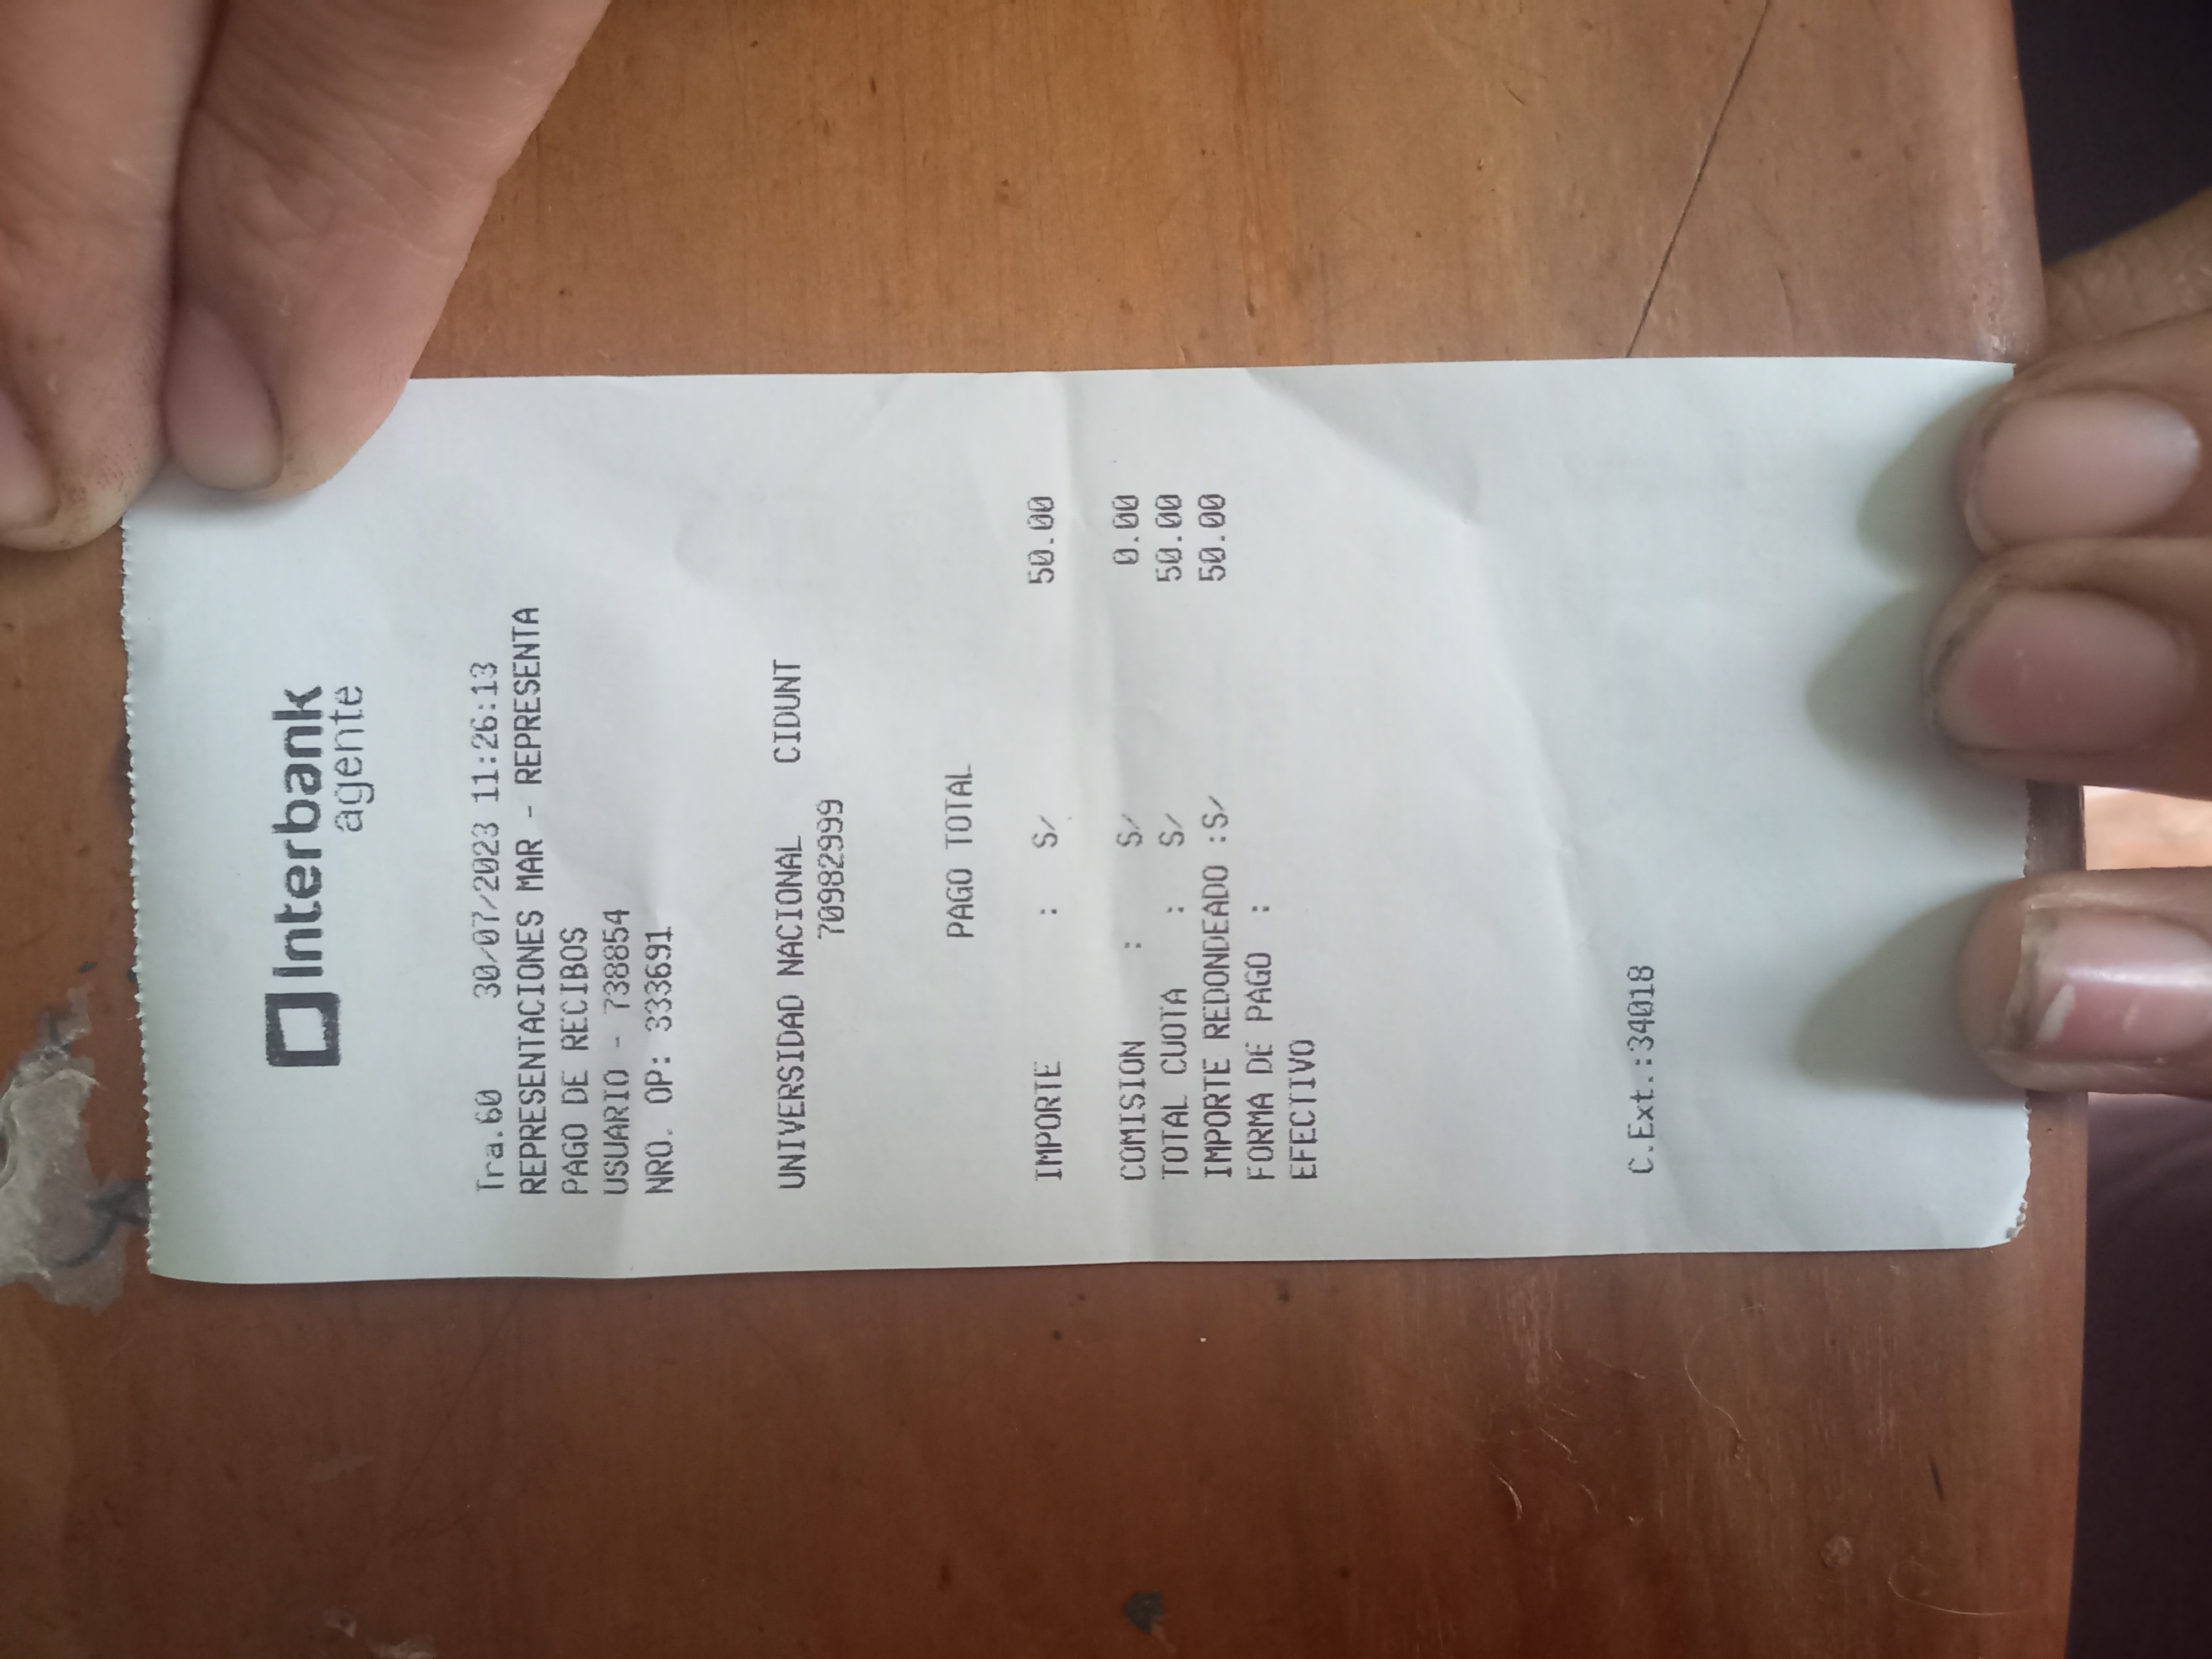 Interbank
agente
Tra.60 30/07/2023 11:26:13
REPRESENTACIONES MAR - REPRESENTA
PAGO DE RECIBOS
USUARIO - 738854
NRO. OP: 333691
UNIVERSIDAD NACIONAL CIDUNT
70982999
PAGO TOTAL
IMPORTE : S/ 50.00
COMISION : S/ 0.00
TOTAL CUOTA : S/ 50.00
IMPORTE REDONDEADO :S/ 50.00
FORMA DE PAGO :
EFECTIVO
C.Ext.:34018